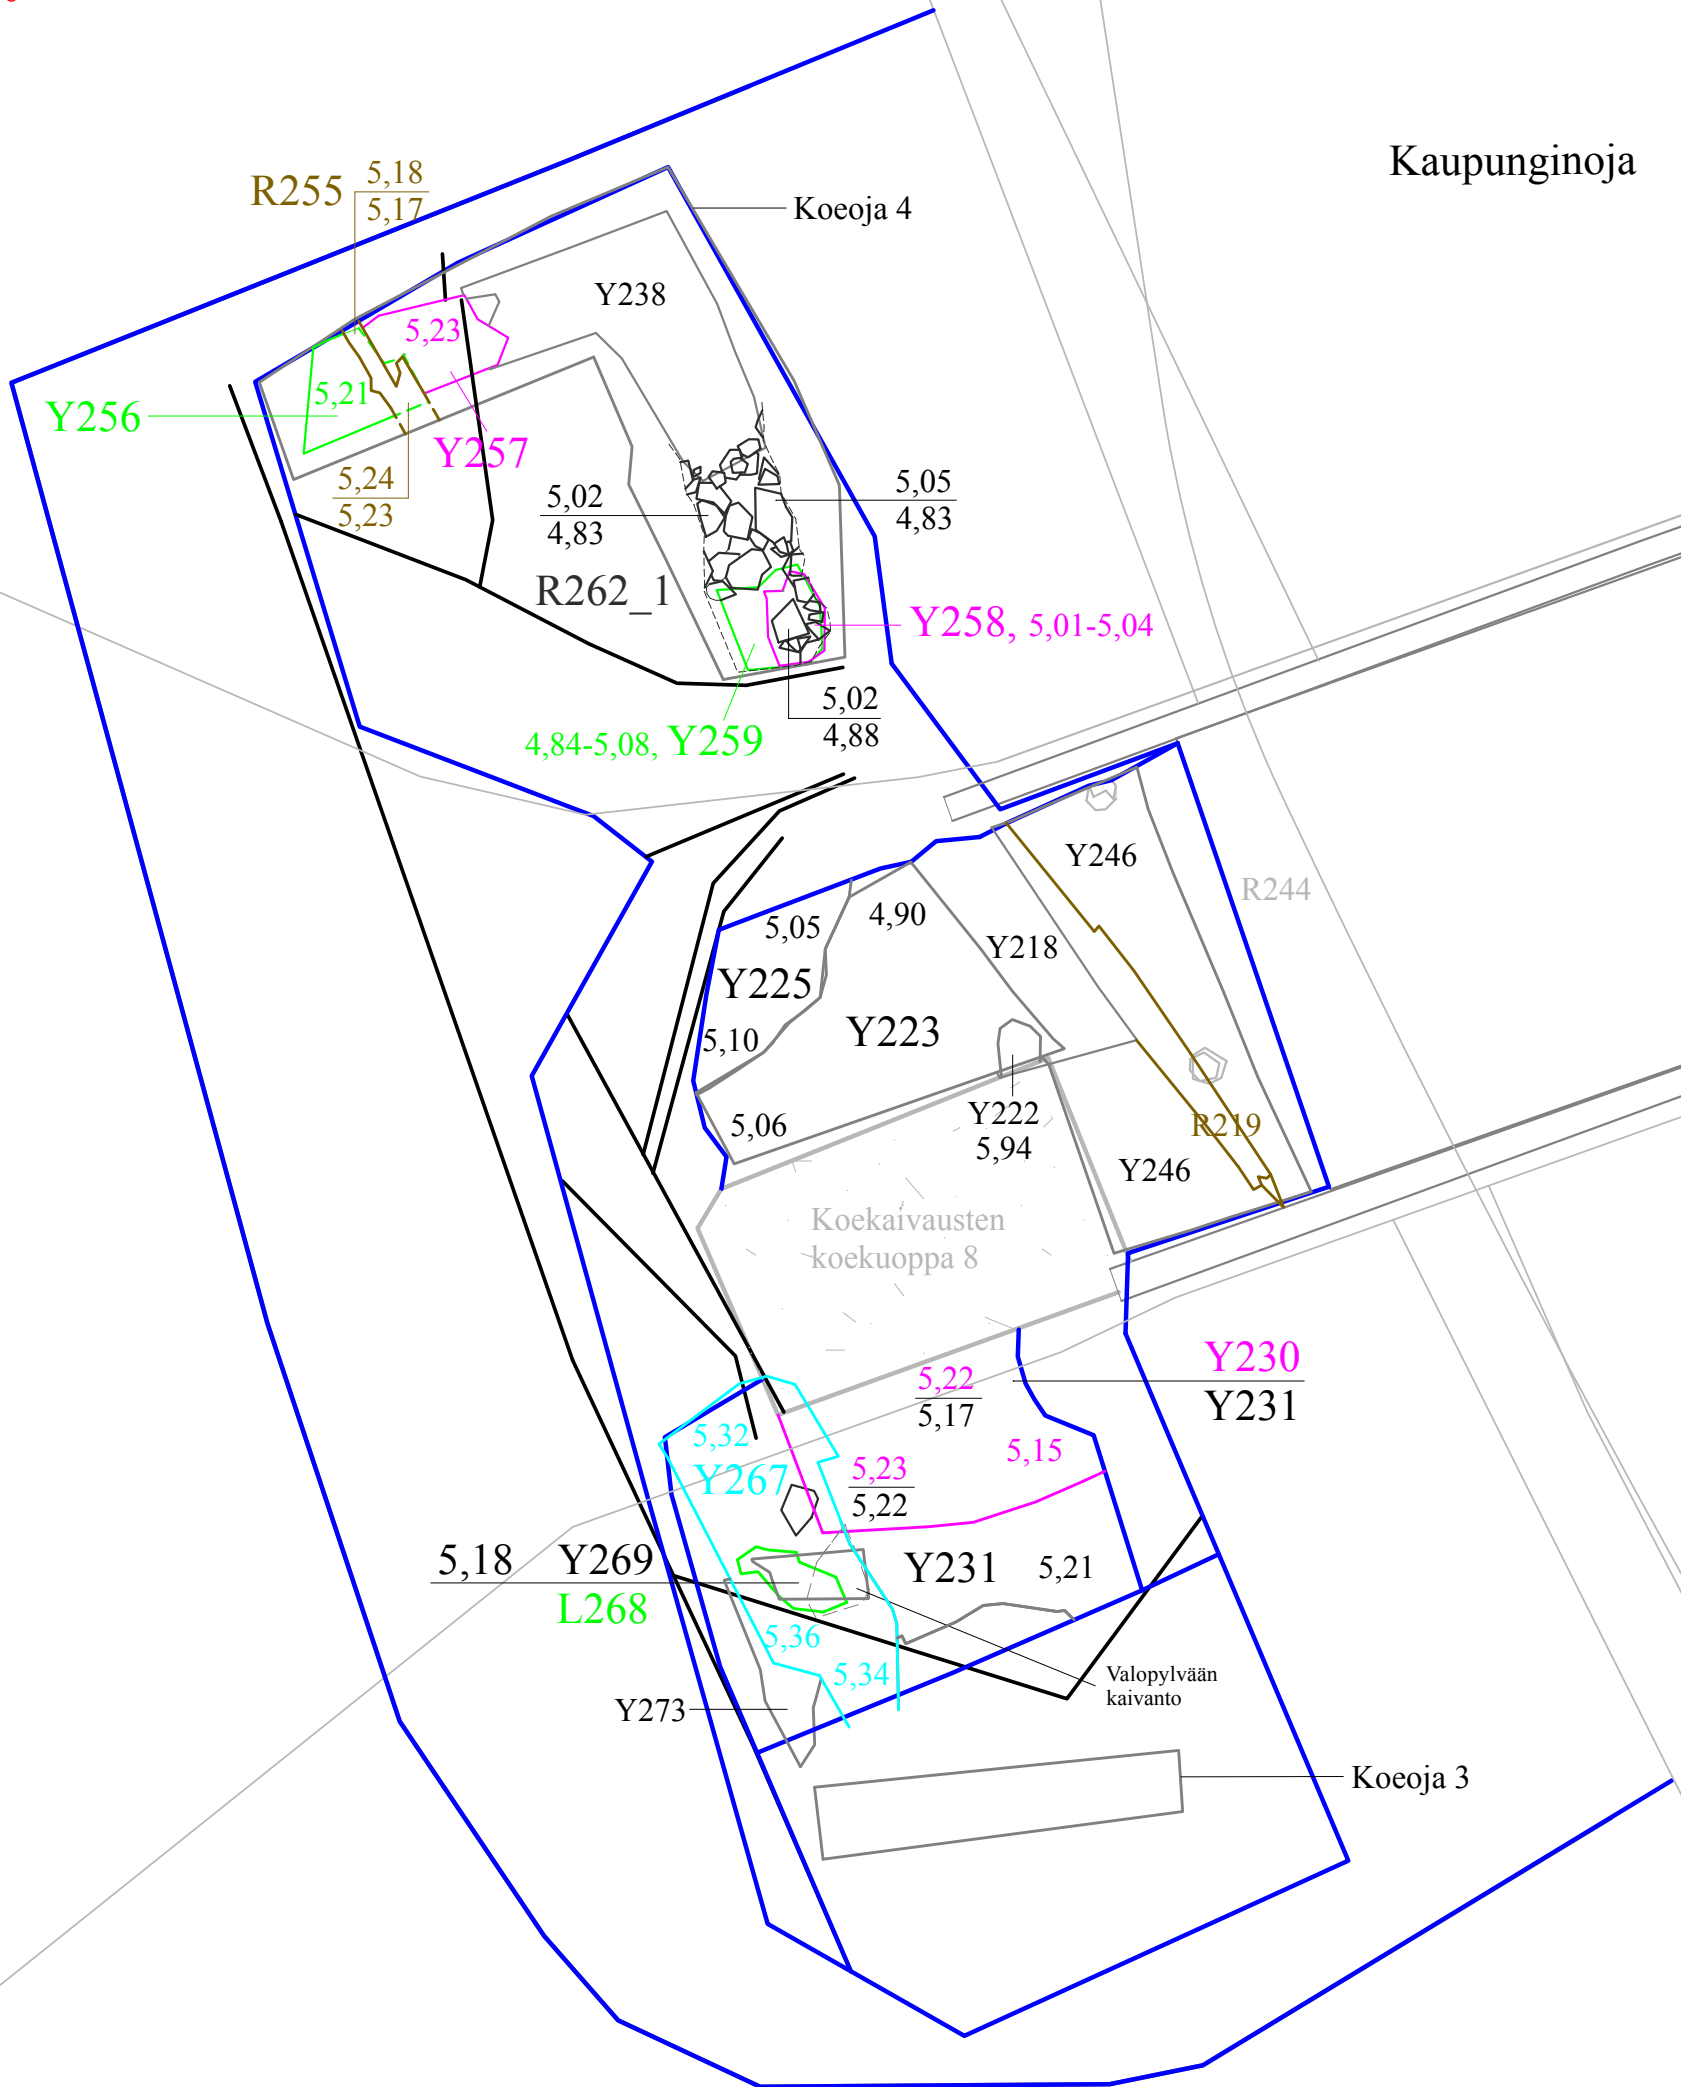 Kaupunginoja
R255
5,18
5,17
Koeoja 4
Y238
5,23
5,21
Y256
Y257
5,24
5,23
5,02
4,83
5,05
4,83
R262_1
Y258, 5,01-5,04
5,02
4,88
4,84-5,08, Y259
Y246
R244
4,90
5,05
Y218
Y225
Y223
5,10
Y222
5,94
5,06
R219
Y246
Koekaivausten
koekuoppa 8
Y230
Y231
5,22
5,17
5,32
5,15
Y267
5,23
5,22
5,18
Y269
L268
Y231
5,21
5,36
5,34
Valopylvään
kaivanto
Y273
Koeoja 3